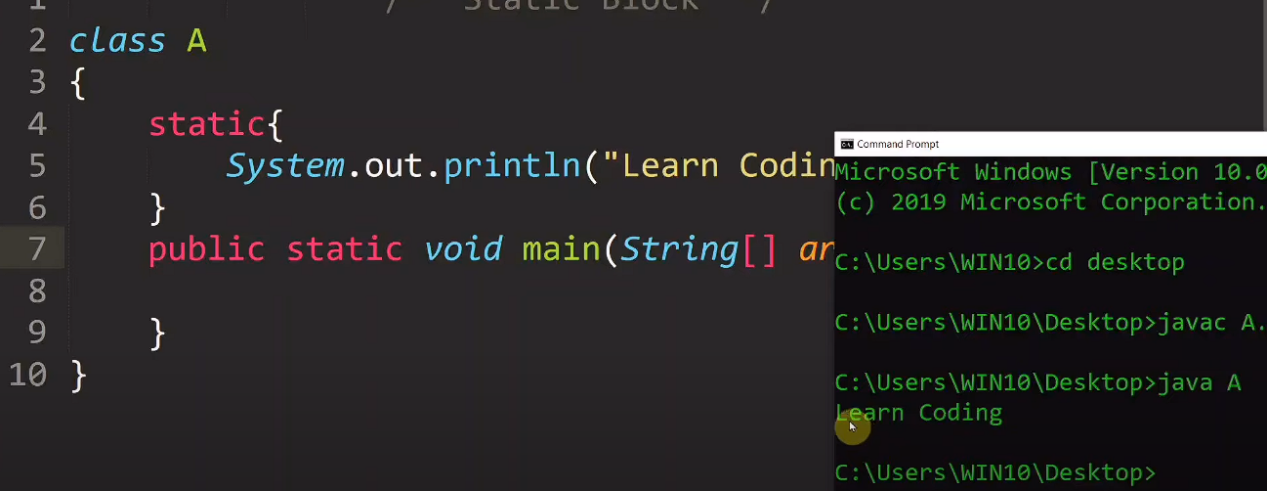 1 /* Static Block */
2 class A
3 {
4 static{
5 System.out.println("Learn Coding
6 }
7 public static void main(String[] ar
8
9 }
10 }
Command Prompt
Microsoft Windows [Version 10.0
(c) 2019 Microsoft Corporation.
C:\Users\WIN10>cd desktop
C:\Users\WIN10\Desktop>javac A.
C:\Users\WIN10\Desktop>java A
Learn Coding
C:\Users\WIN10\Desktop>